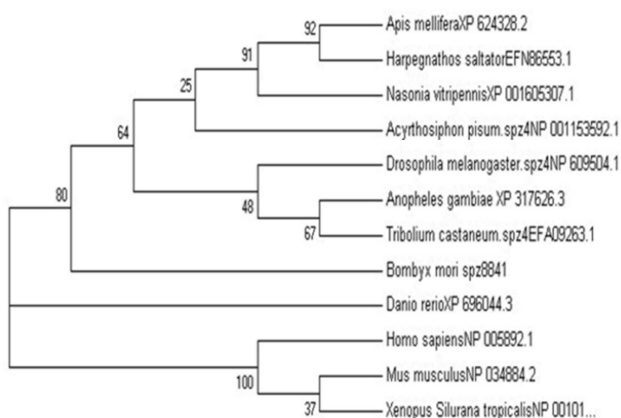 Apis melliferaXP 624328.2
92
Harpegnathos saltatorEFN86553.1
91
Nasonia vitripennisXP 001605307.1
25
Acyrthosiphon pisum.spz4NP 001153592.1
64
Drosophila melanogaster.spz4NP 609504.1
80
48
Anopheles gambiae XP 317626.3
67
Tribolium castaneum.spz4EFA09263.1
Bombyx mori spz8841
Danio rerioXP 696044.3
Homo sapiensNP 005892.1
100
Mus musculusNP 034884.2
37
Xenopus Silurana tropicalisNP 00101...